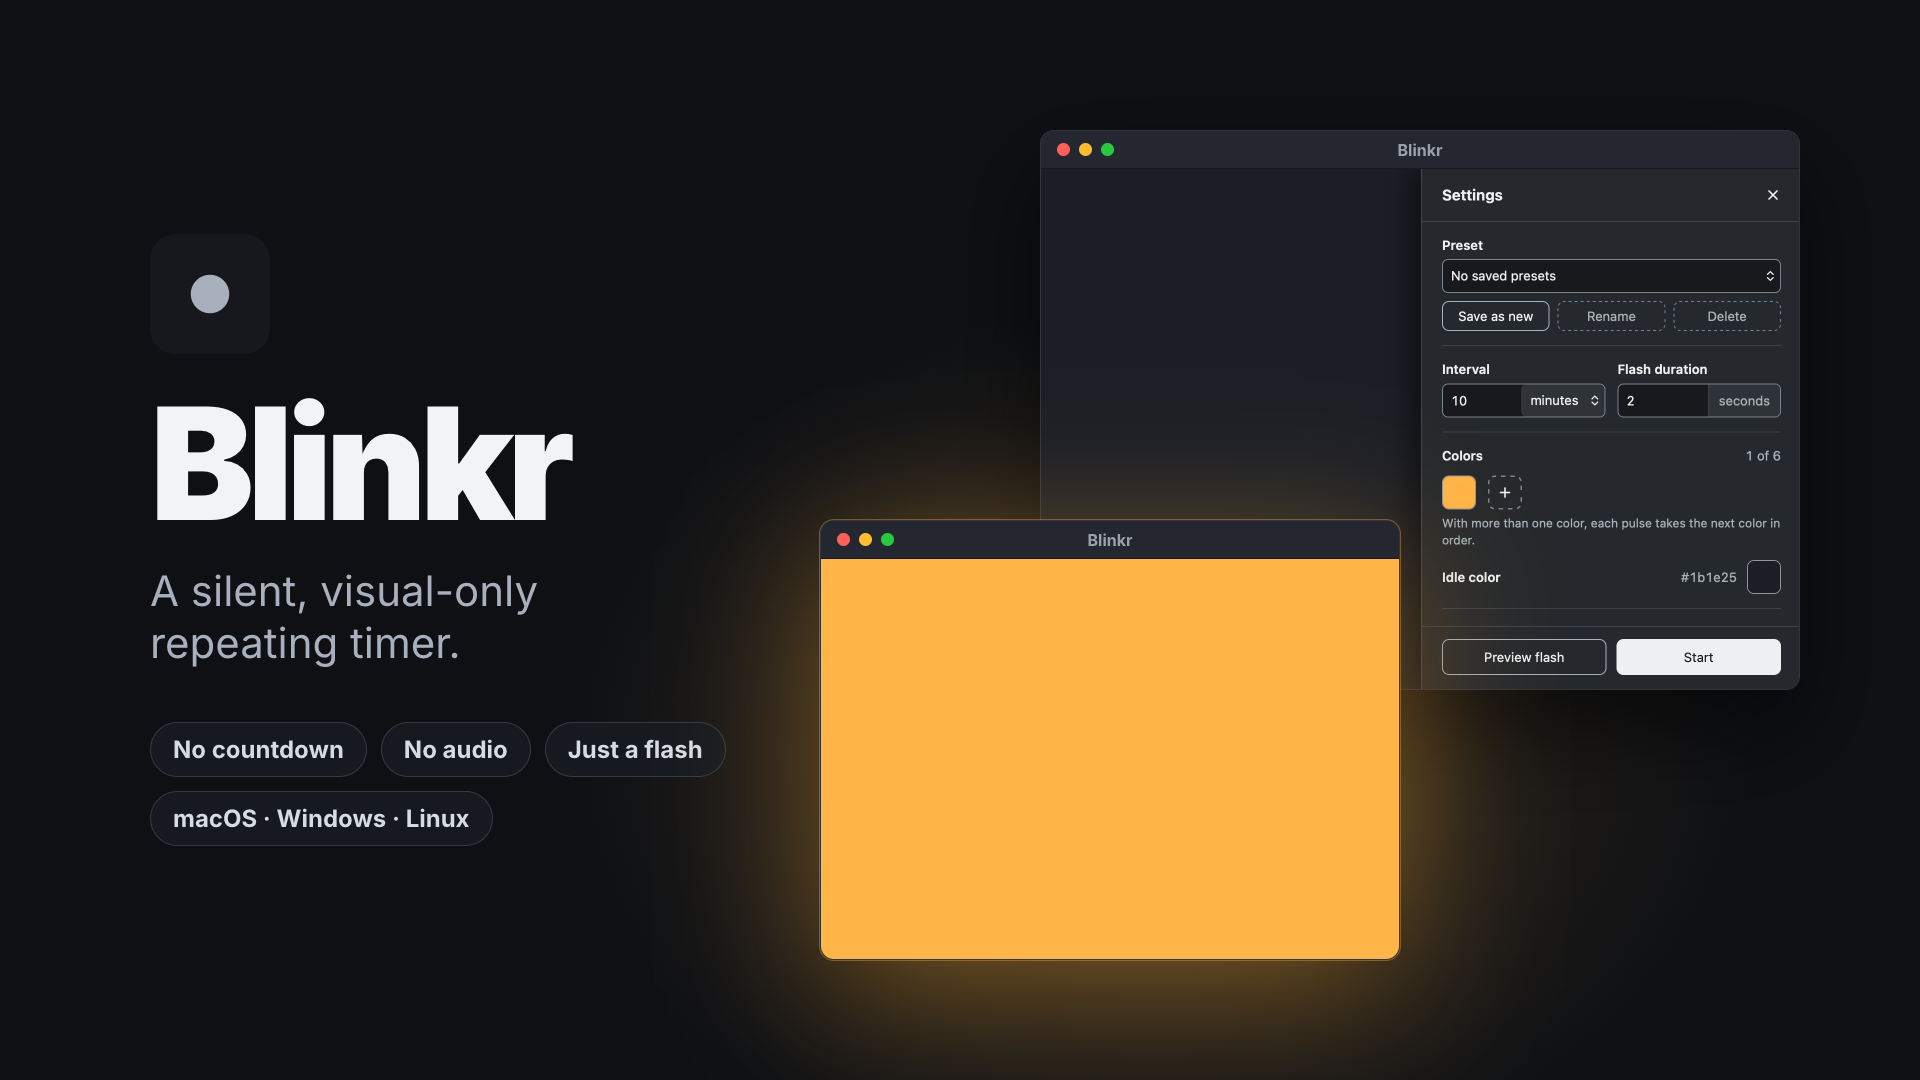 Blinkr
A silent, visual-only
repeating timer.
No countdown
No audio
Just a flash
macOS · Windows · Linux
Blinkr
Settings
Preset
No saved presets
Save as new
Rename
Delete
Interval
Flash duration
10
minutes
2
seconds
Colors
1 of 6
+
With more than one color, each pulse takes the next color in
order.
Idle color
#1b1e25
Preview flash
Start
Blinkr